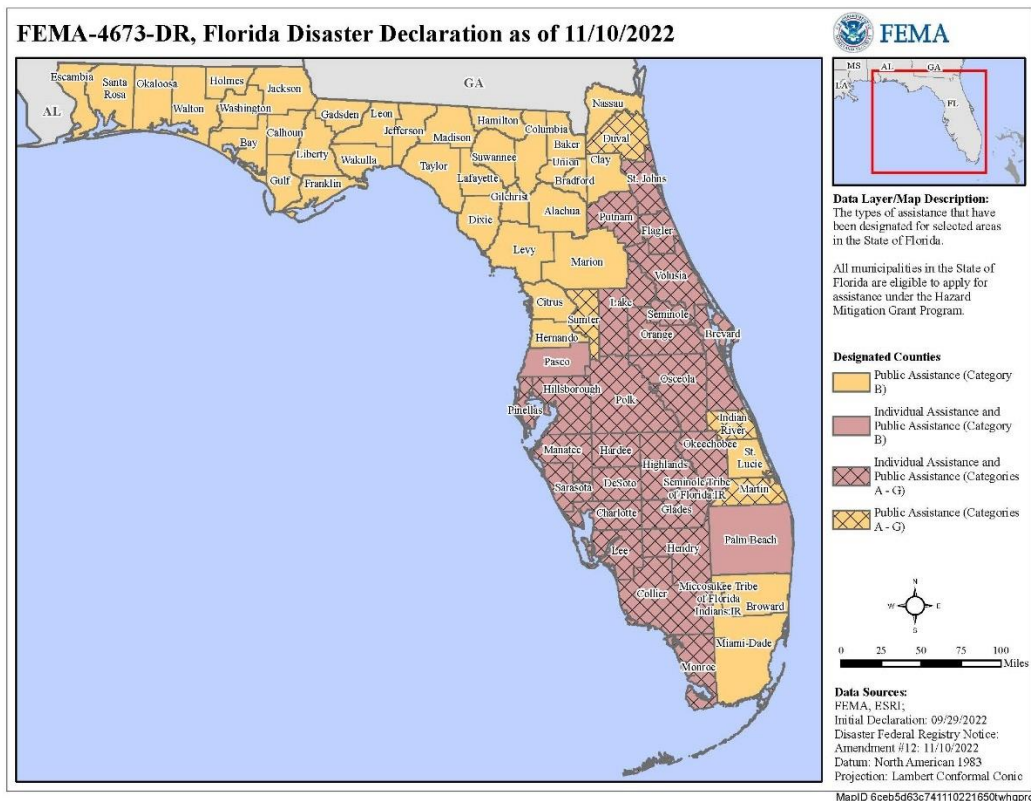 FEMA-4673-DR, Florida Disaster Declaration as of 11/10/2022
FEMA
AL
GA
Escambia
Santa
Rosa
Okaloosa
Walton
Holmes
Washington
Jackson
Bay
Calhoun
Gulf
Liberty
Franklin
Gadsden
Leon
Wakulla
Jefferson
Madison
Taylor
Hamilton
Suwannee
Lafayette
Dixie
Columbia
Gilchrist
Baker
Union
Bradford
Alachua
Levy
Nassau
Duval
Clay
St. Johns
Putnam
Flagler
Marion
Volusia
Citrus
Sumter
Lake
Hernando
Seminole
Orange
Brevard
Pasco
Hillsborough
Pinellas
Polk
Osceola
Indian
River
Manatee
Hardee
Okeechobee
Highlands
St.
Lucie
Sarasota
DeSoto
Seminole Tribe
of Florida IR
Martin
Charlotte
Glades
Lee
Hendry
Palm Beach
Collier
Miccosukee Tribe
of Florida
Indians IR
Broward
Miami-Dade
Monroe
MS
AL
GA
LA
FL
Data Layer/Map Description:
The types of assistance that have
been designated for selected areas
in the State of Florida.
All municipalities in the State of
Florida are eligible to apply for
assistance under the Hazard
Mitigation Grant Program.
Designated Counties
Public Assistance (Category
B)
Individual Assistance and
Public Assistance (Category
B)
Individual Assistance and
Public Assistance (Categories
A - G)
Public Assistance (Categories
A - G)
N
W
E
S
0 25 50 75 100
Miles
Data Sources:
FEMA, ESRI;
Initial Declaration: 09/29/2022
Disaster Federal Registry Notice:
Amendment #12: 11/10/2022
Datum: North American 1983
Projection: Lambert Conformal Conic
MapID 6ceb5d63c741110221650twhqprod